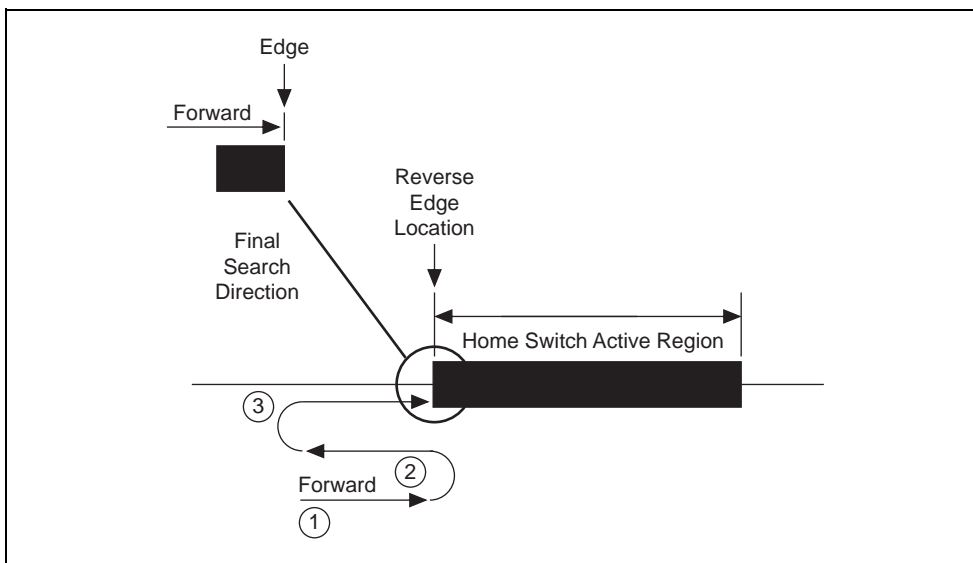 Edge
Forward
Reverse
Edge
Location
Final
Search
Direction
Home Switch Active Region
3
2
Forward
1